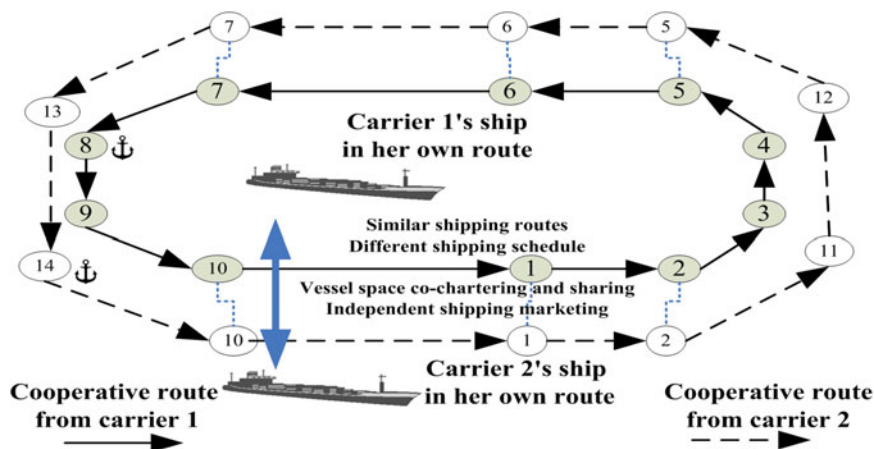 7
6
5
13
7
6
5
12
Carrier 1's ship
in her own route
8
4
9
3
Similar shipping routes
Different shipping schedule
14
10
1
2
11
Vessel space co-chartering and sharing
Independent shipping marketing
10
1
2
Carrier 2's ship
in her own route
Cooperative route
from carrier 1
Cooperative route
from carrier 2